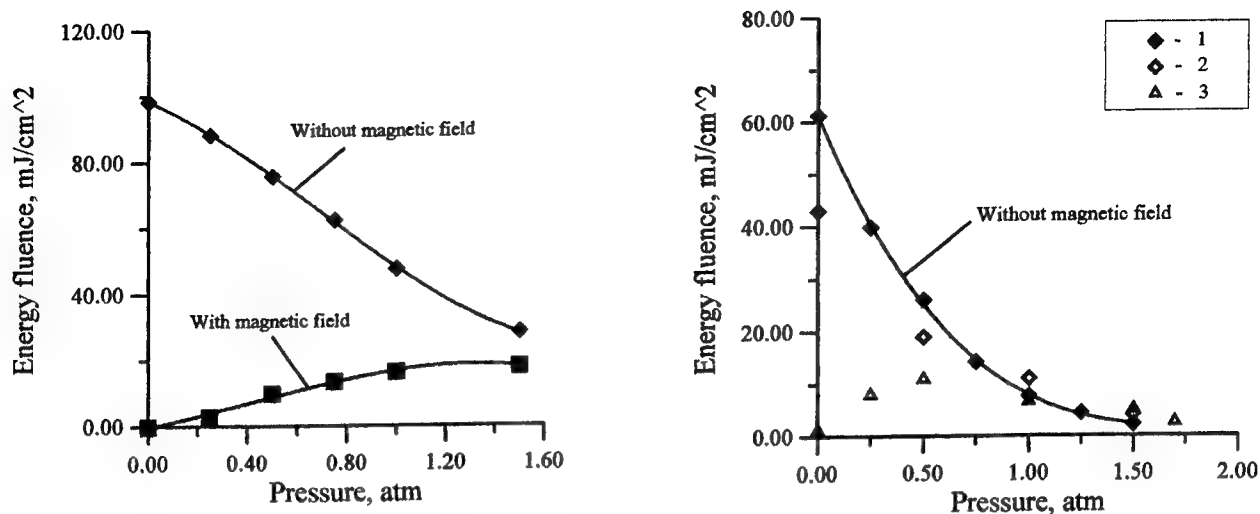 120.00
80.00
40.00
0.00
Energy fluence, mJ/cm^2
Without magnetic field
With magnetic field
0.00 0.40 0.80 1.20 1.60
Pressure, atm
80.00
60.00
40.00
20.00
0.00
Energy fluence, mJ/cm^2
- 1
- 2
- 3
Without magnetic field
0.00 0.50 1.00 1.50 2.00
Pressure, atm